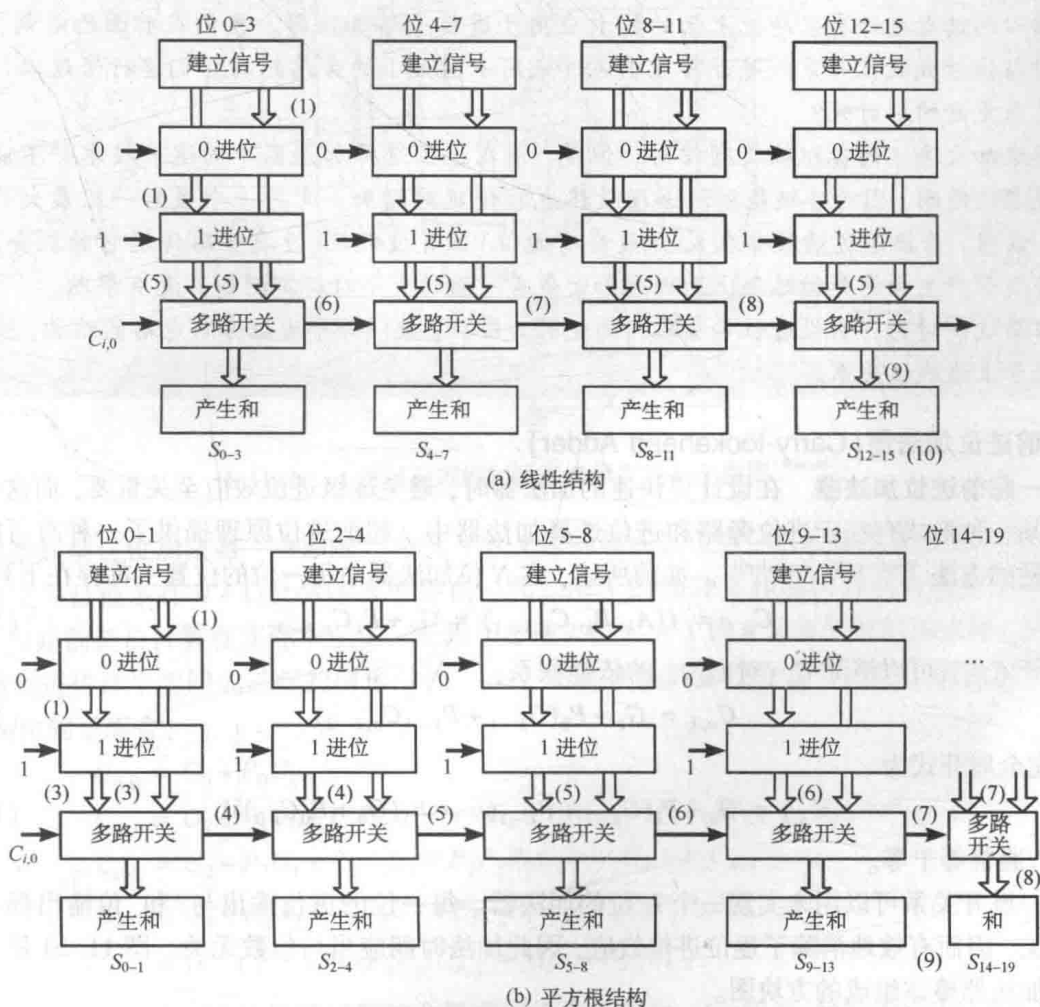 位 0–3 位 4–7 位 8–11 位 12–15
建立信号 建立信号 建立信号 建立信号
(1)
0 0 进位 0 0 进位 0 0 进位 0 0 进位
(1)
1 1 进位 1 1 进位 1 1 进位 1 1 进位
(5) (5) (6) (5) (7) (5) (8) (5)
C_{i,0} 多路开关 多路开关 多路开关 多路开关
(9)
产生和 产生和 产生和 产生和
S_{0–3} S_{4–7} S_{8–11} S_{12–15} (10)
(a) 线性结构
Carry-lookahead Adder]
位 0–1 位 2–4 位 5–8 位 9–13 位 14–19
建立信号 建立信号 建立信号 建立信号
(1)
0 0 进位 0 0 进位 0 0 进位 0 0 进位 …
(1)
1 1 进位 1 1 进位 1 1 进位 1 1 进位
(3) (3) (4) (4) (5) (5) (6) (6) (7) (7)
C_{i,0} 多路开关 多路开关 多路开关 多路开关 多路
开关
(8)
产生和 产生和 产生和 产生和 和
S_{0–1} S_{2–4} S_{5–8} S_{9–13} (9) S_{14–19}
(b) 平方根结构